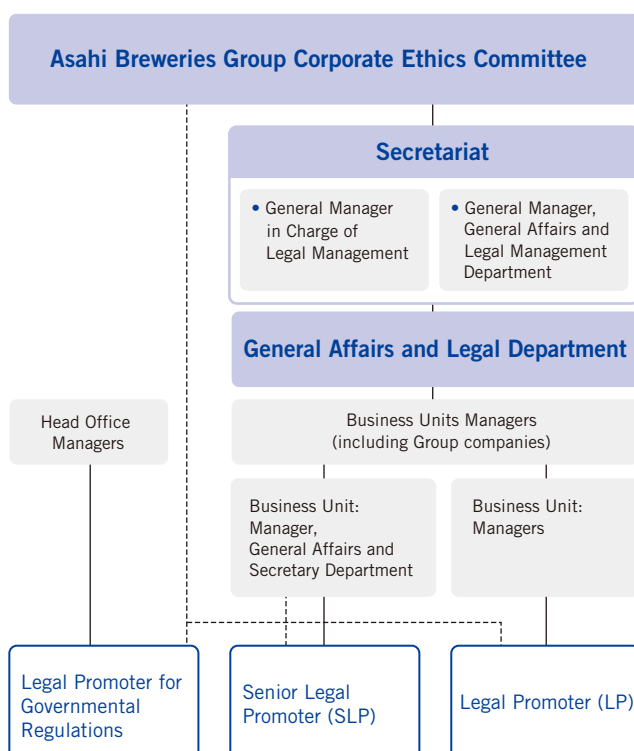 Asahi Breweries Group Corporate Ethics Committee
Secretariat
• General Manager
in Charge of
Legal Management
• General Manager,
General Affairs and
Legal Management
Department
General Affairs and Legal Department
Head Office
Managers
Business Units Managers
(including Group companies)
Business Unit:
Manager,
General Affairs and
Secretary Department
Business Unit:
Managers
Legal Promoter for
Governmental
Regulations
Senior Legal
Promoter (SLP)
Legal Promoter (LP)